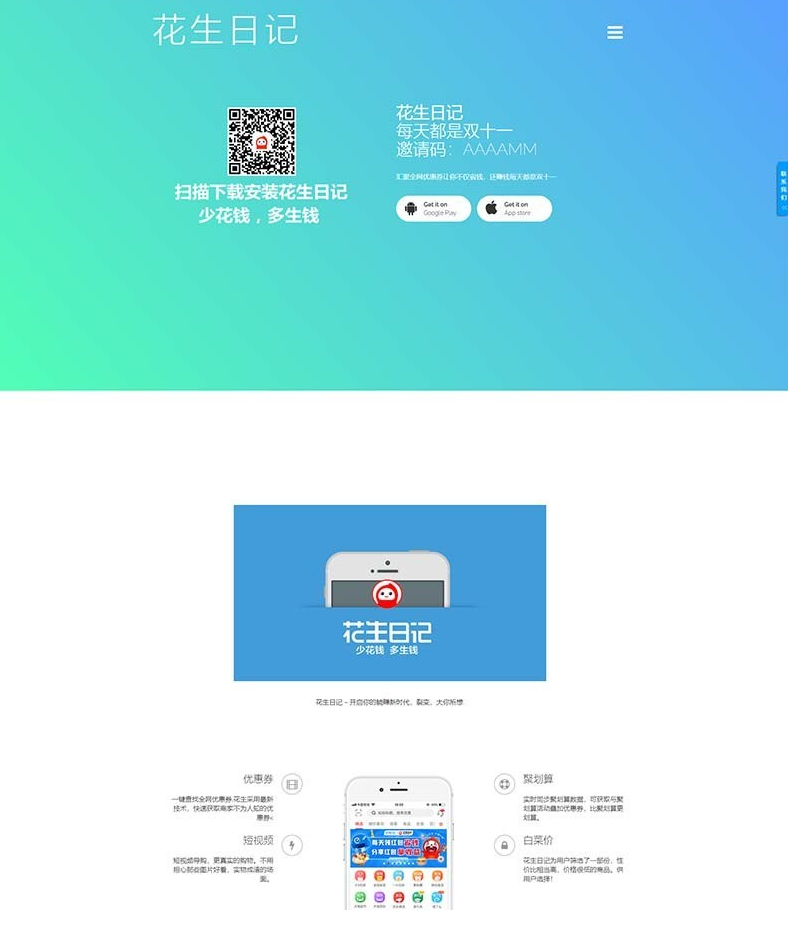 花生日记
扫描下载安装花生日记
少花钱，多生钱
花生日记
每天都是双十一
邀请码：AAAAMM
汇聚全网优惠券让你不仅省钱，还赚钱每天都是双十一
Get it on
Google Play
Get it on
App store
联系我们
花生日记
少花钱 多生钱
花生日记 - 开启你的躺赚新时代，裂变，大你所想
优惠券
一键查找全网优惠券,花生采用最新
技术，快速获取商家不为人知的优
惠券<
短视频
短视频导购，更真实的购物。不用
担心那些图片好看，实物成渣的场
面。
每天领红包
分享红包
聚划算
实时同步聚划算数据，可获取与聚
划算活动叠加优惠券，比聚划算更
划算。
白菜价
花生日记为用户筛选了一部份，性
价比相当高，价格很低的商品。供
用户选择！